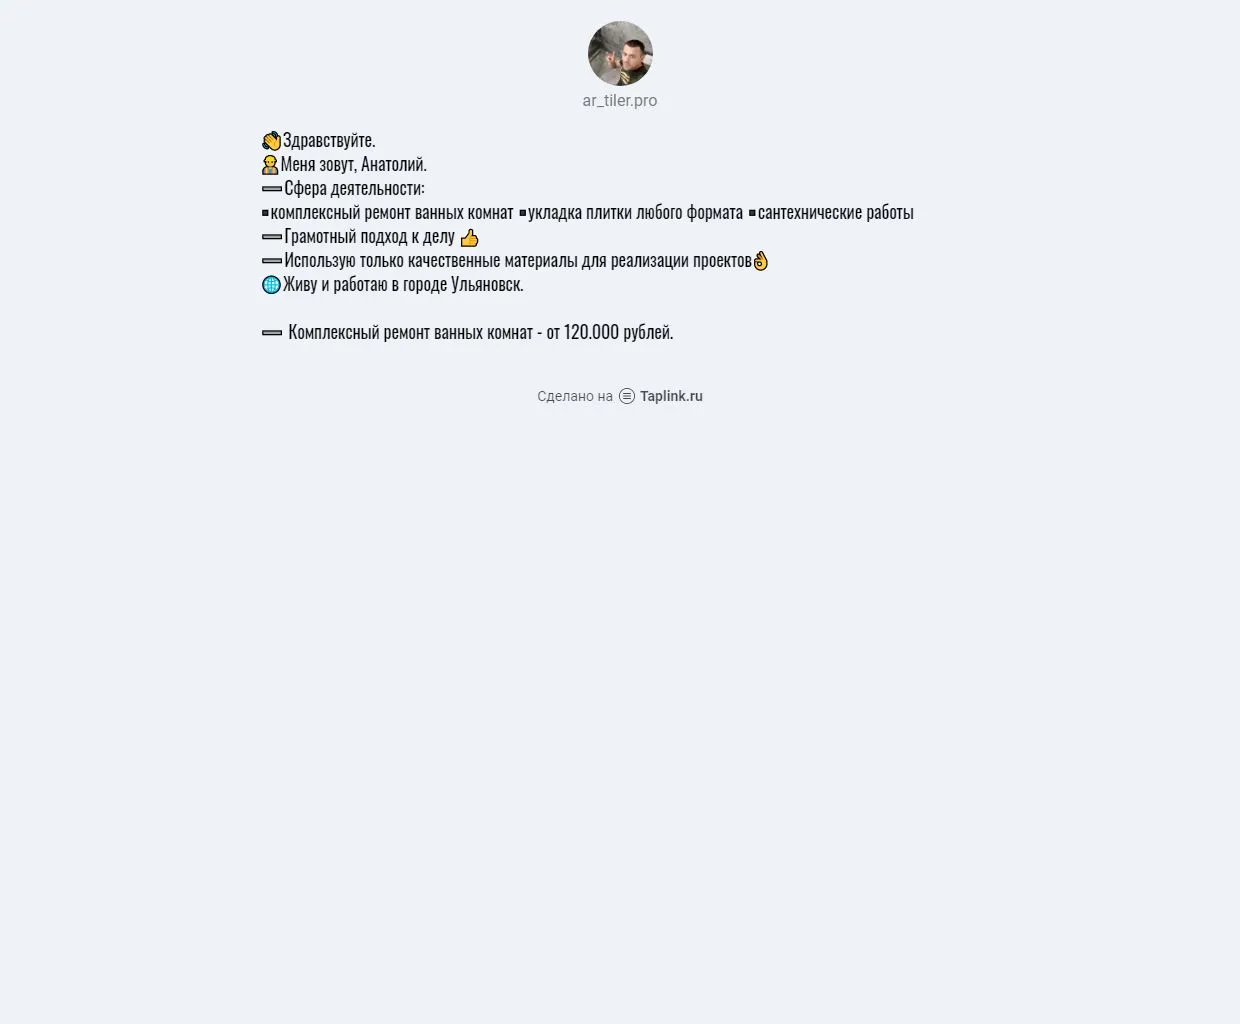 ar_tiler.pro
👋Здравствуйте.
👷Меня зовут, Анатолий.
➖Сфера деятельности:
▪комплексный ремонт ванных комнат ▪укладка плитки любого формата ▪сантехнические работы
➖Грамотный подход к делу 👍
➖Использую только качественные материалы для реализации проектов👌
🌐Живу и работаю в городе Ульяновск.
➖ Комплексный ремонт ванных комнат - от 120.000 рублей.
Сделано на Taplink.ru